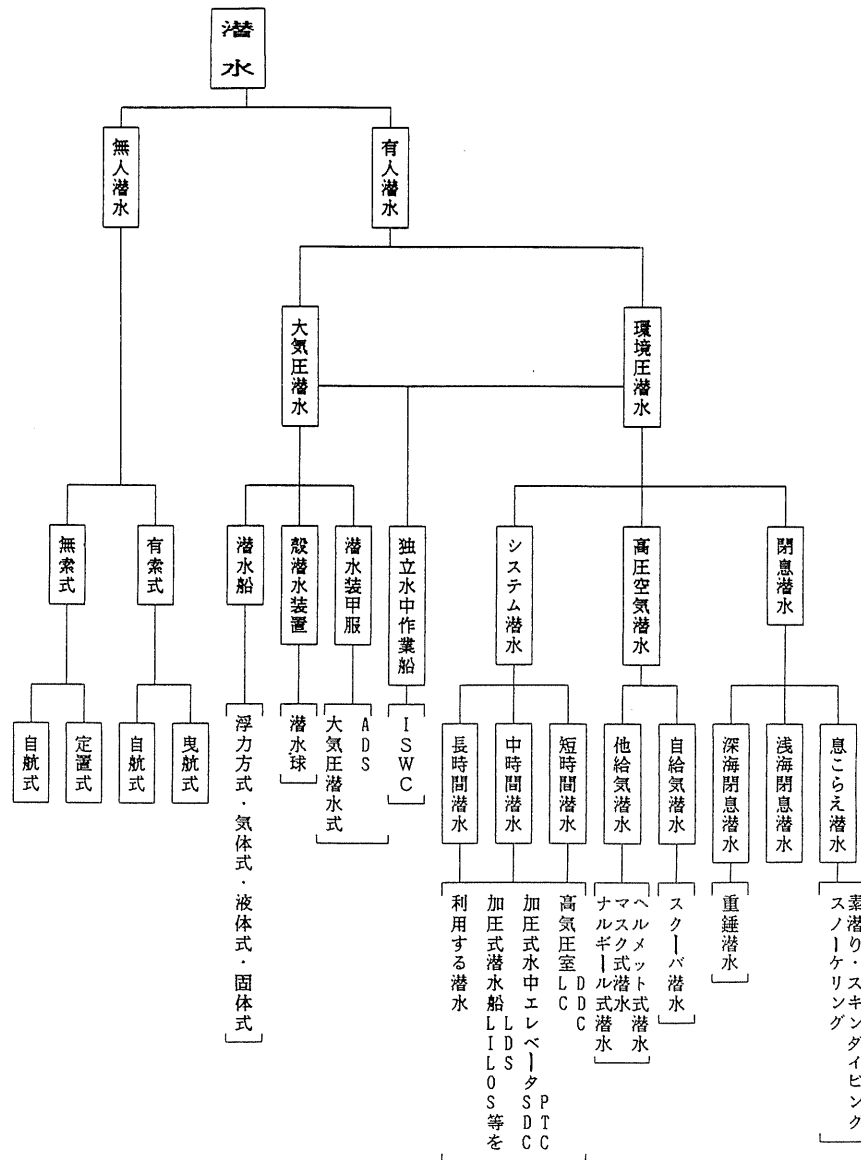 潜水
無人潜水
有人潜水
大気圧潜水
環境圧潜水
無索式
有索式
潜水船
殻潜水装置
潜水装甲服
独立水中作業船
システム潜水
高圧空気潜水
閉息潜水
自航式
定置式
自航式
曳航式
浮力方式・気体式・液体式・固体式
潜水球
ADS
大気圧潜水式
ISWC
長時間潜水
中時間潜水
短時間潜水
他給気潜水
自給気潜水
深海閉息潜水
浅海閉息潜水
息こらえ潜水
DDC
高気圧室LC
PTC
加圧式水中エレベータSDC
LDS
加圧式潜水船LILOS等を
利用する潜水
ヘルメット式潜水
マスク式潜水
ナルギール式潜水
スクーバ潜水
重錘潜水
素潜り・スキンダイビング
スノーケリング